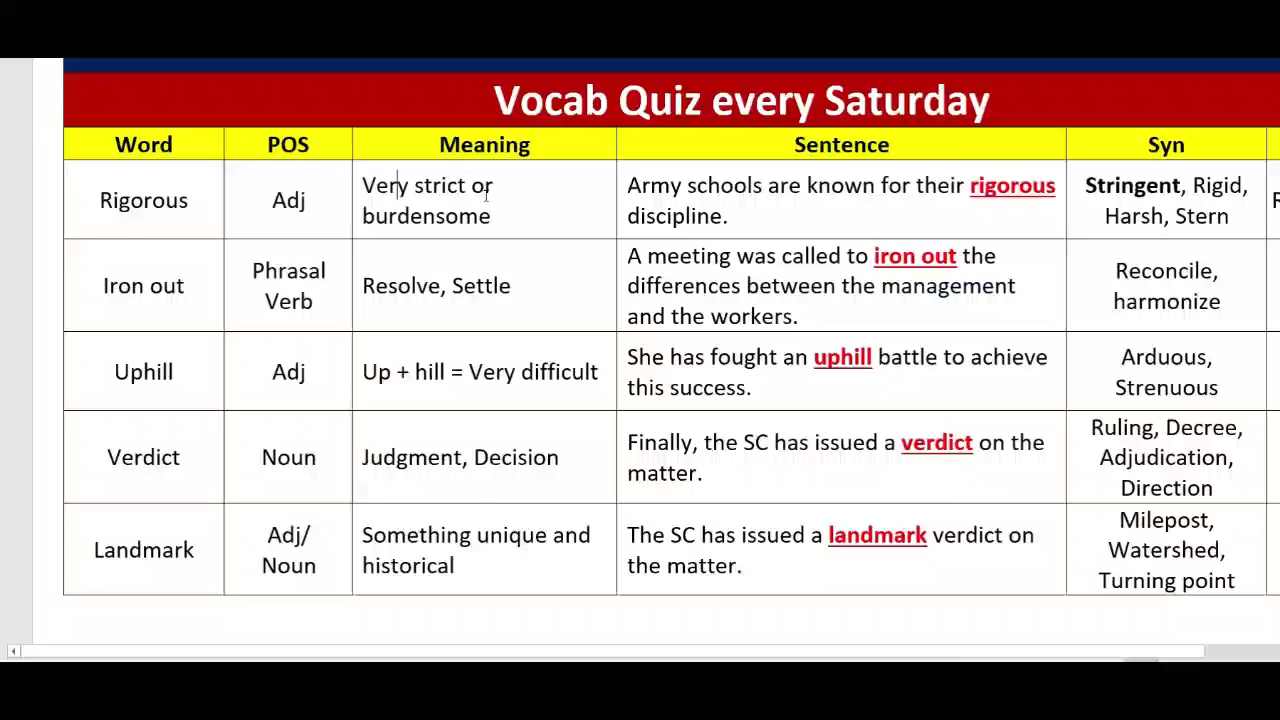 Vocab Quiz every Saturday
Word POS Meaning Sentence Syn
Rigorous
Adj
Very strict or
burdensome
Army schools are known for their rigorous
discipline.
Stringent, Rigid,
Harsh, Stern
Iron out
Phrasal
Verb
Resolve, Settle
A meeting was called to iron out the
differences between the management
and the workers.
Reconcile,
harmonize
Uphill
Adj
Up + hill = Very difficult
She has fought an uphill battle to achieve
this success.
Arduous,
Strenuous
Verdict
Noun
Judgment, Decision
Finally, the SC has issued a verdict on the
matter.
Ruling, Decree,
Adjudication,
Direction
Landmark
Adj/
Noun
Something unique and
historical
The SC has issued a landmark verdict on
the matter.
Milepost,
Watershed,
Turning point